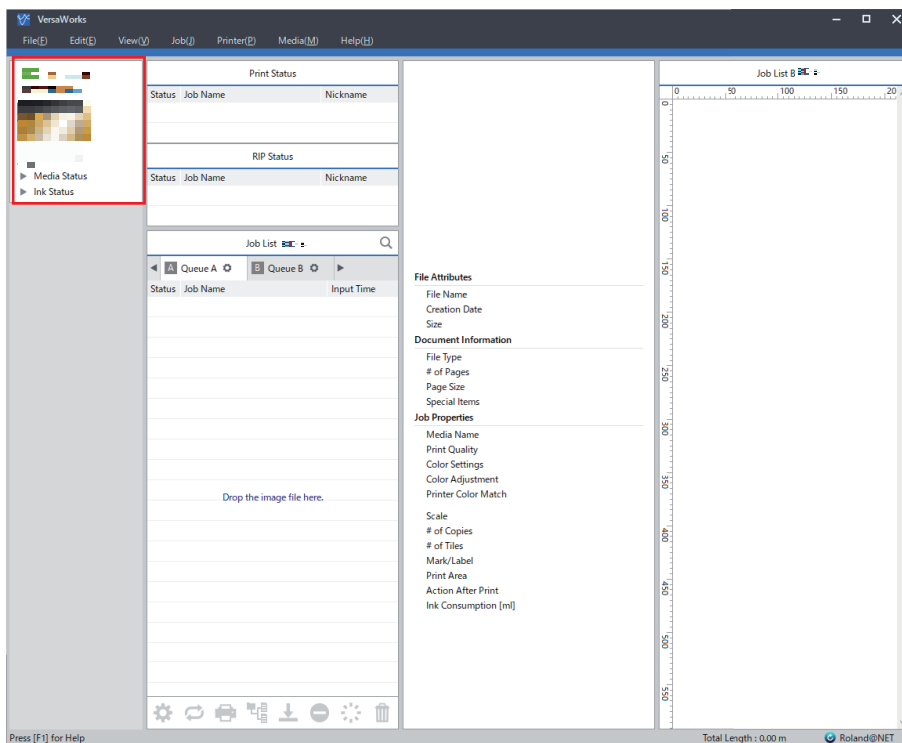 VersaWorks
File(F) Edit(E) View(V) Job(J) Printer(P) Media(M) Help(H)
Media Status
Ink Status
Print Status
Status Job Name Nickname
RIP Status
Status Job Name Nickname
Job List
A Queue A B Queue B
Status Job Name Input Time
Drop the image file here.
File Attributes
File Name
Creation Date
Size
Document Information
File Type
# of Pages
Page Size
Special Items
Job Properties
Media Name
Print Quality
Color Settings
Color Adjustment
Printer Color Match
Scale
# of Copies
# of Tiles
Mark/Label
Print Area
Action After Print
Ink Consumption [ml]
Job List B
0 50 100 150 20
0
50
100
150
200
250
300
350
400
450
500
550
Press [F1] for Help
Total Length : 0.00 m
Roland@NET